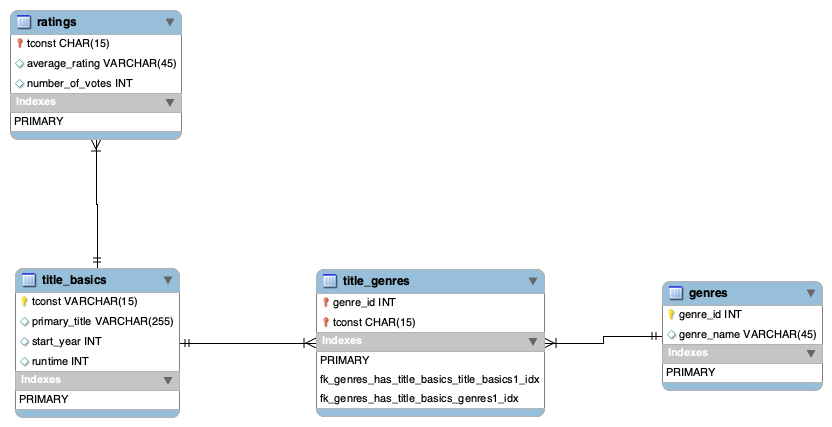 ratings
tconst CHAR(15)
average_rating VARCHAR(45)
number_of_votes INT
Indexes
PRIMARY
title_basics
tconst VARCHAR(15)
primary_title VARCHAR(255)
start_year INT
runtime INT
Indexes
PRIMARY
title_genres
genre_id INT
tconst CHAR(15)
Indexes
PRIMARY
fk_genres_has_title_basics_title_basics1_idx
fk_genres_has_title_basics_genres1_idx
genres
genre_id INT
genre_name VARCHAR(45)
Indexes
PRIMARY